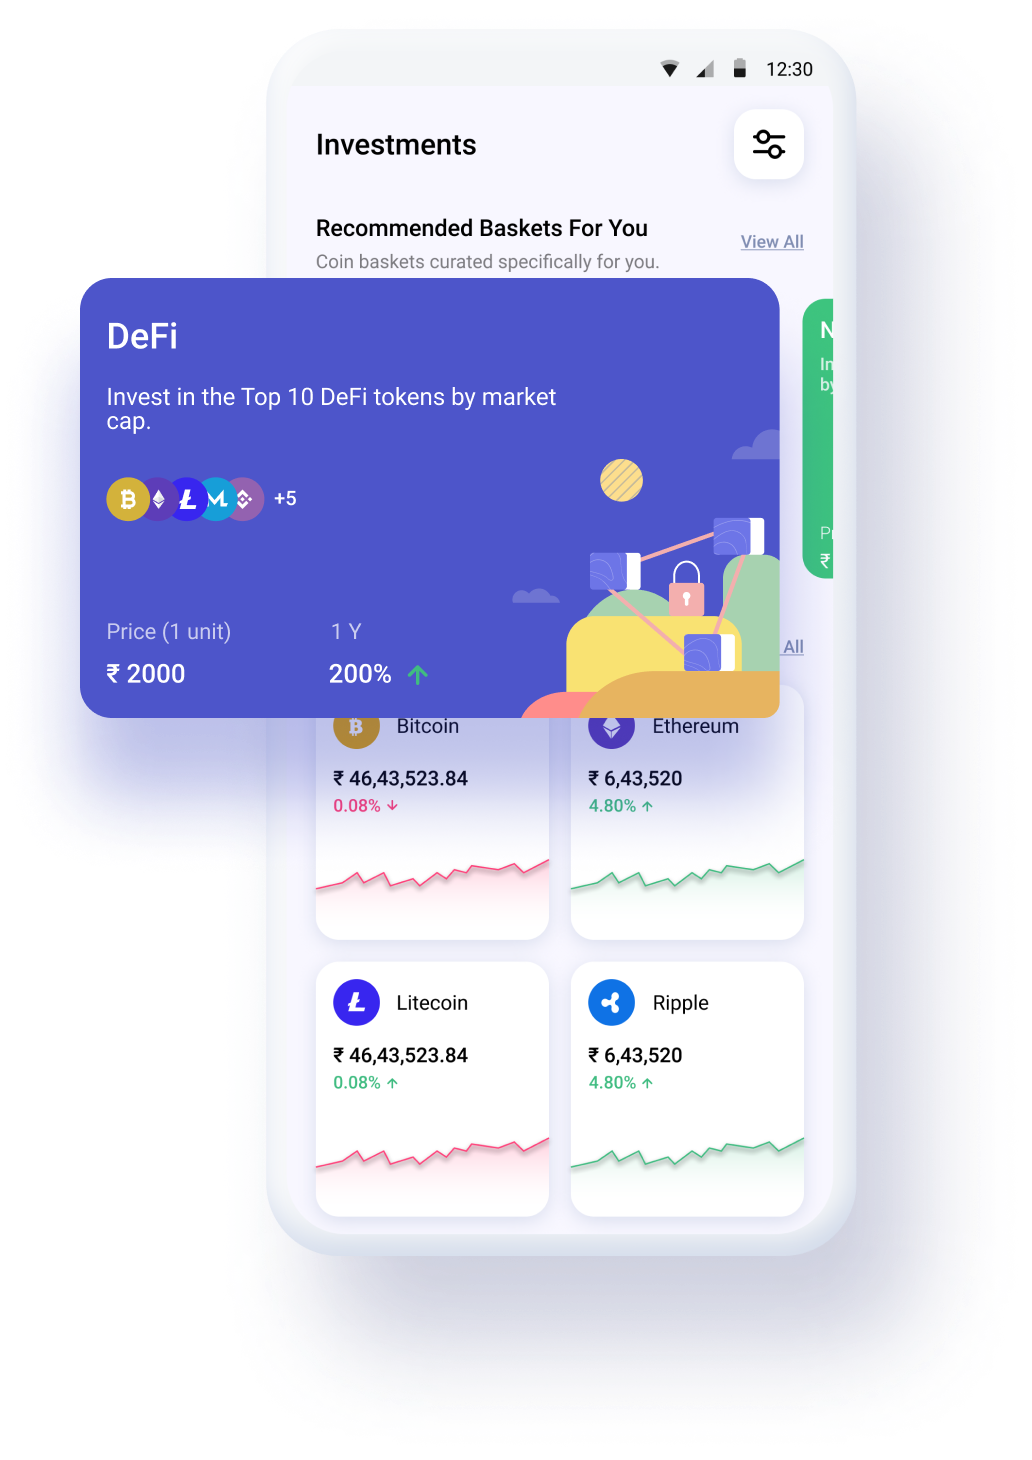 12:30
Investments
Recommended Baskets For You
View All
Coin baskets curated specifically for you.
DeFi
Invest in the Top 10 DeFi tokens by market
cap.
+5
Price (1 unit)
1 Y
₹ 2000
200%
All
Bitcoin
₹ 46,43,523.84
0.08%
Ethereum
₹ 6,43,520
4.80%
Litecoin
₹ 46,43,523.84
0.08%
Ripple
₹ 6,43,520
4.80%